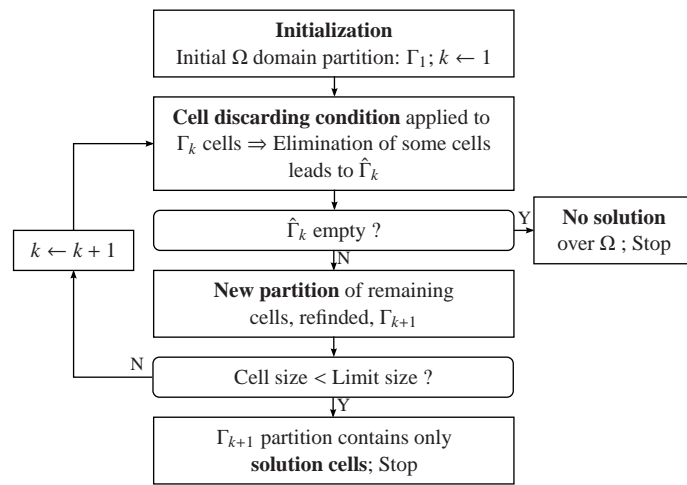 Initialization
Initial Ω domain partition: Γ₁; k ← 1
Cell discarding condition applied to
Γₖ cells ⇒ Elimination of some cells
leads to Γ̂ₖ
Γ̂ₖ empty ?
Y
No solution
over Ω ; Stop
k ← k + 1
N
New partition of remaining
cells, refinded, Γₖ₊₁
N
Cell size < Limit size ?
Y
Γₖ₊₁ partition contains only
solution cells; Stop